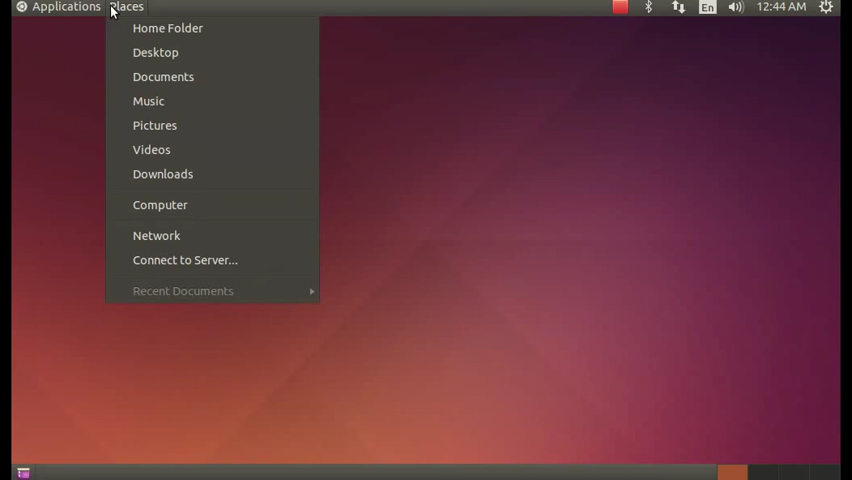 Applications Places En 12:44 AM
Home Folder
Desktop
Documents
Music
Pictures
Videos
Downloads
Computer
Network
Connect to Server...
Recent Documents